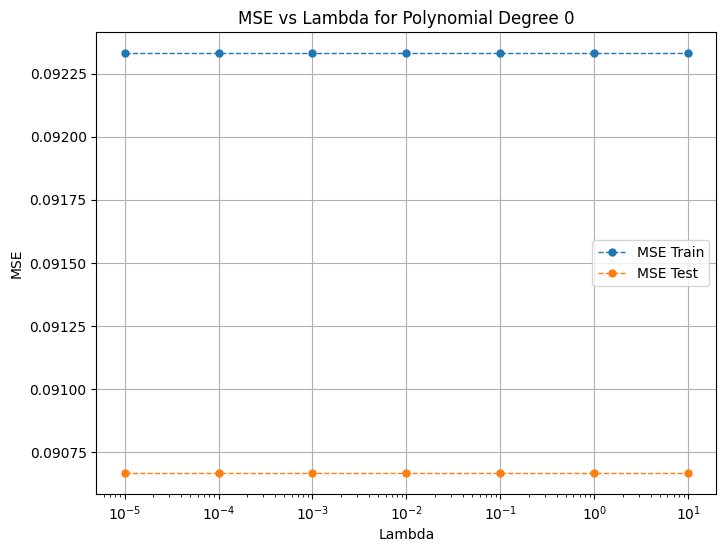 MSE vs Lambda for Polynomial Degree 0
0.09225
0.09200
0.09175
0.09150
0.09125
0.09100
0.09075
MSE
MSE Train
MSE Test
10⁻⁵ 10⁻⁴ 10⁻³ 10⁻² 10⁻¹ 10⁰ 10¹
Lambda